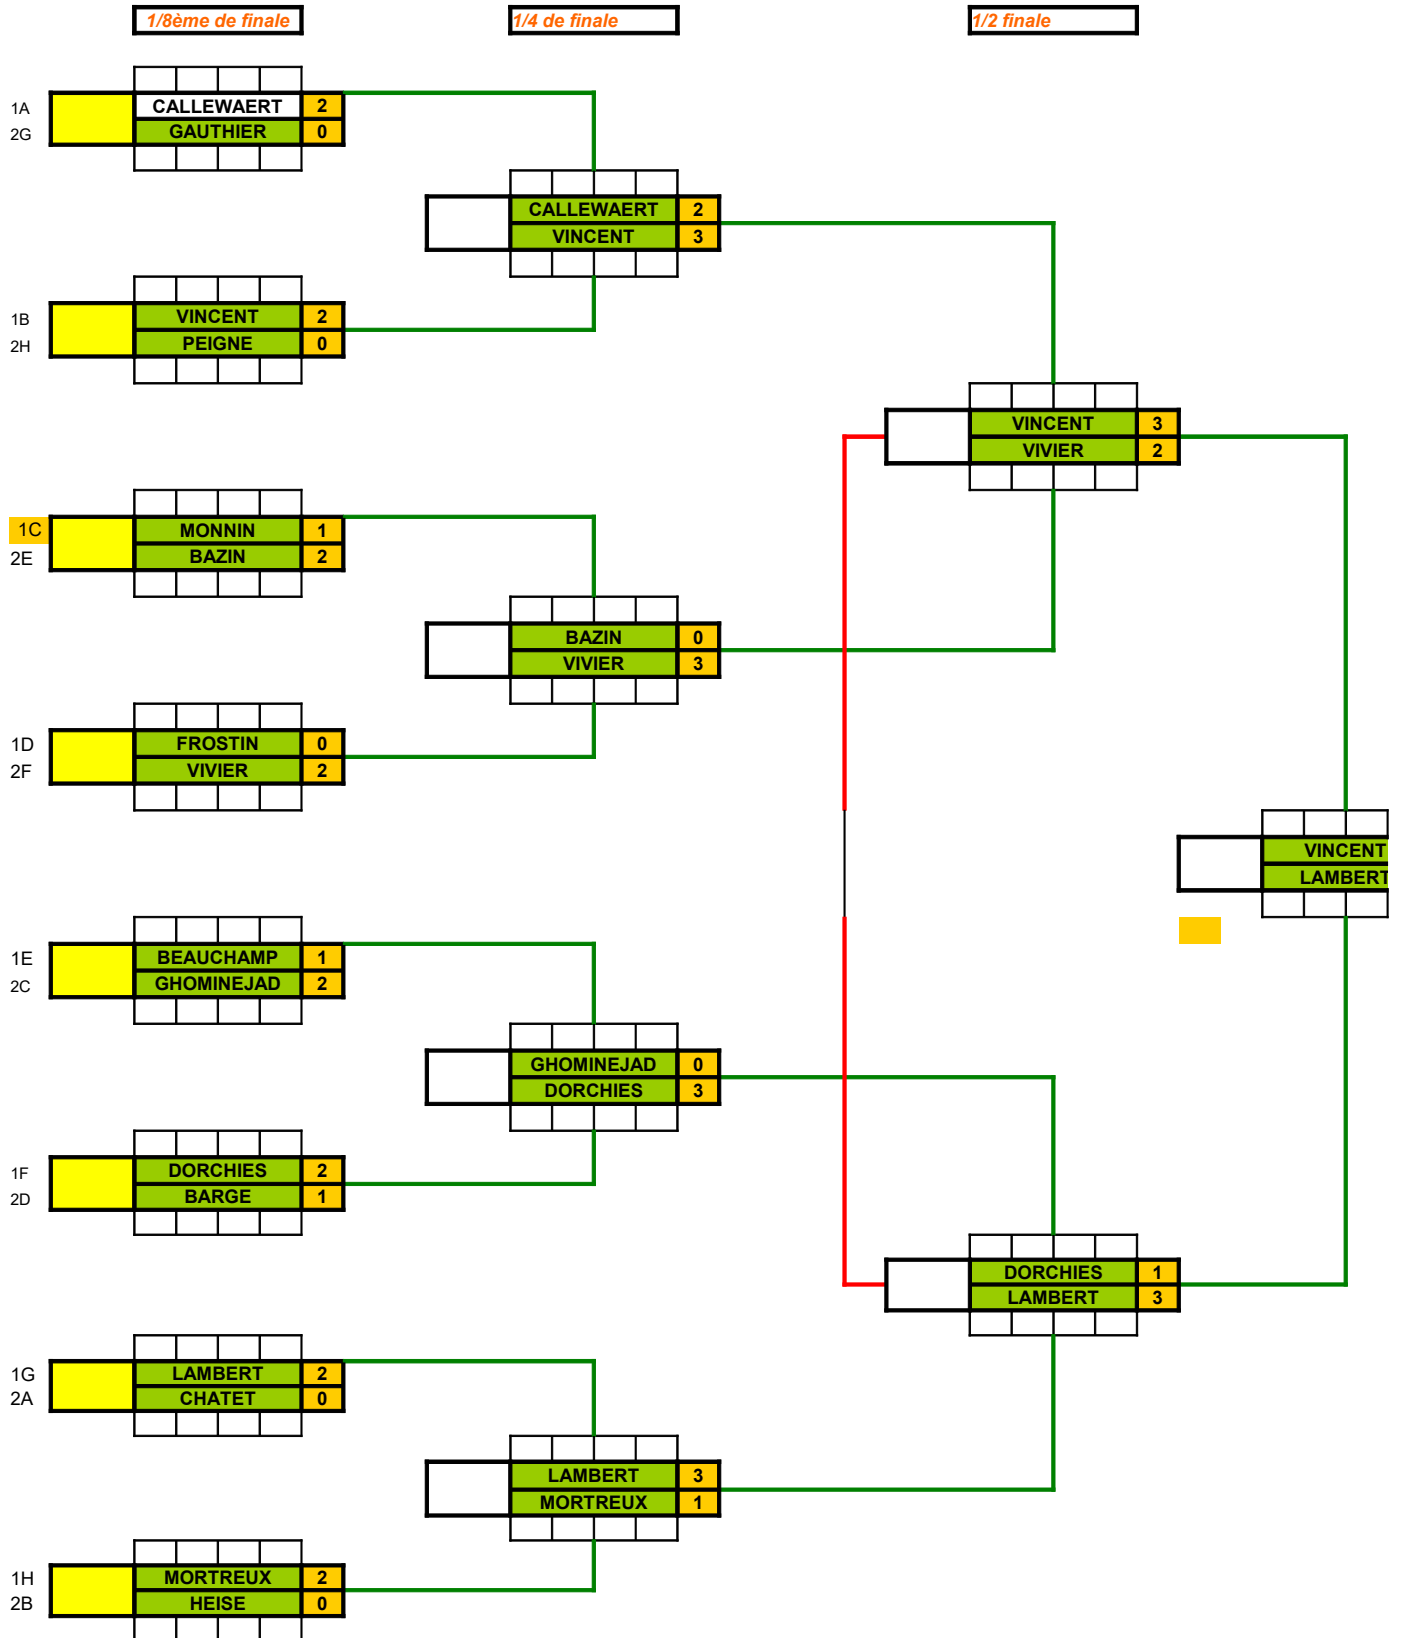 1/8ème de finale
1/4 de finale
1/2 finale
1A CALLEWAERT 2
2G GAUTHIER 0
CALLEWAERT 2
VINCENT 3
1B VINCENT 2
2H PEIGNE 0
VINCENT 3
VIVIER 2
1C MONNIN 1
2E BAZIN 2
BAZIN 0
VIVIER 3
1D FROSTIN 0
2F VIVIER 2
VINCENT
LAMBERT
1E BEAUCHAMP 1
2C GHOMINEJAD 2
GHOMINEJAD 0
DORCHIES 3
1F DORCHIES 2
2D BARGE 1
DORCHIES 1
LAMBERT 3
1G LAMBERT 2
2A CHATET 0
LAMBERT 3
MORTREUX 1
1H MORTREUX 2
2B HEISE 0